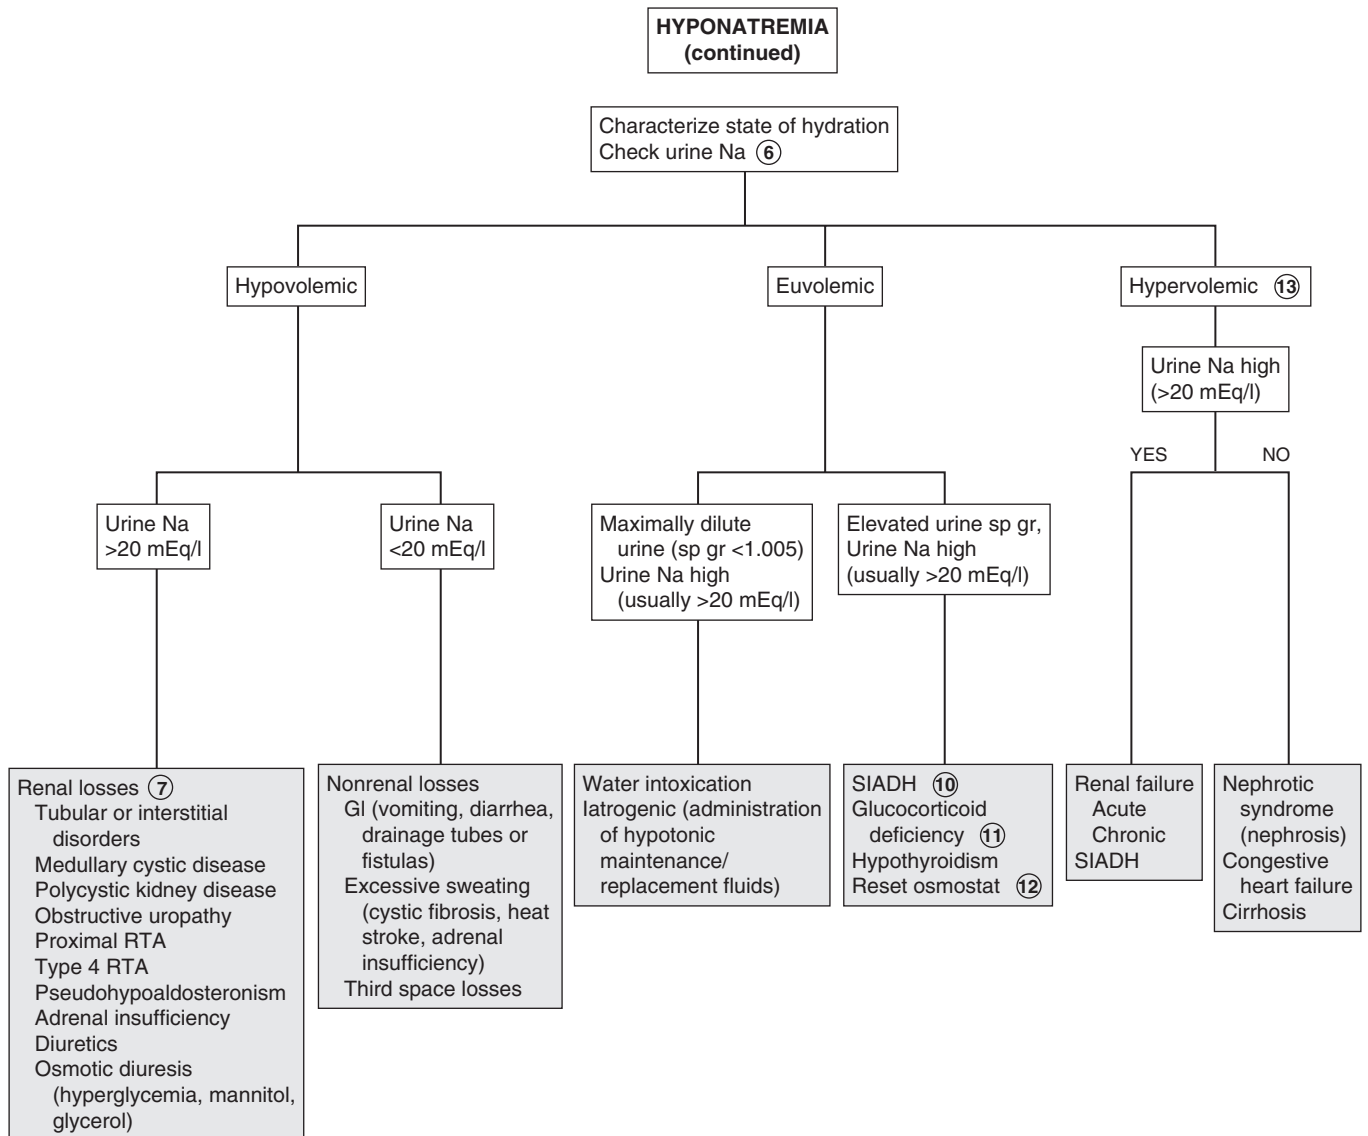 HYPONATREMIA
(continued)
Characterize state of hydration
Check urine Na 6
Hypovolemic
Euvolemic
Hypervolemic 13
Urine Na high
(>20 mEq/l)
YES
NO
Urine Na
>20 mEq/l
Urine Na
<20 mEq/l
Maximally dilute
urine (sp gr <1.005)
Urine Na high
(usually >20 mEq/l)
Elevated urine sp gr,
Urine Na high
(usually >20 mEq/l)
Renal losses 7
Tubular or interstitial
disorders
Medullary cystic disease
Polycystic kidney disease
Obstructive uropathy
Proximal RTA
Type 4 RTA
Pseudohypoaldosteronism
Adrenal insufficiency
Diuretics
Osmotic diuresis
(hyperglycemia, mannitol,
glycerol)
Nonrenal losses
GI (vomiting, diarrhea,
drainage tubes or
fistulas)
Excessive sweating
(cystic fibrosis, heat
stroke, adrenal
insufficiency)
Third space losses
Water intoxication
Iatrogenic (administration
of hypotonic
maintenance/
replacement fluids)
SIADH 10
Glucocorticoid
deficiency 11
Hypothyroidism
Reset osmostat 12
Renal failure
Acute
Chronic
SIADH
Nephrotic
syndrome
(nephrosis)
Congestive
heart failure
Cirrhosis